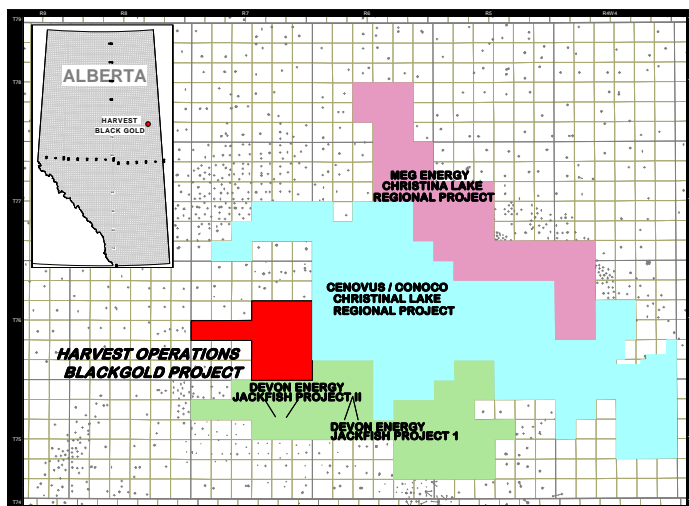 R9 R8 R7 R6 R5 R4W4
T79
T78
T77
T76
T75
T74
ALBERTA
HARVEST
BLACK GOLD
MEG ENERGY
CHRISTINA LAKE
REGIONAL PROJECT
CENOVUS / CONOCO
CHRISTINAL LAKE
REGIONAL PROJECT
HARVEST OPERATIONS
BLACKGOLD PROJECT
DEVON ENERGY
JACKFISH PROJECT II
DEVON ENERGY
JACKFISH PROJECT 1